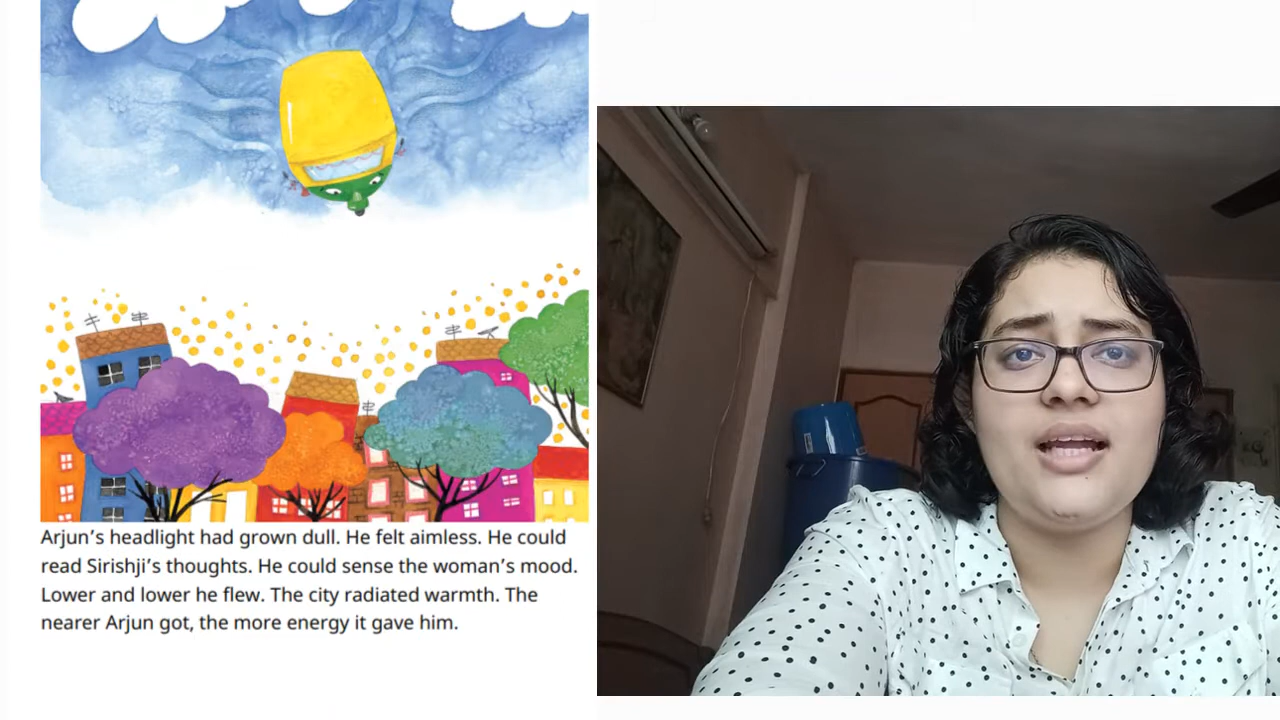 Arjun’s headlight had grown dull. He felt aimless. He could
read Sirishji’s thoughts. He could sense the woman’s mood.
Lower and lower he flew. The city radiated warmth. The
nearer Arjun got, the more energy it gave him.